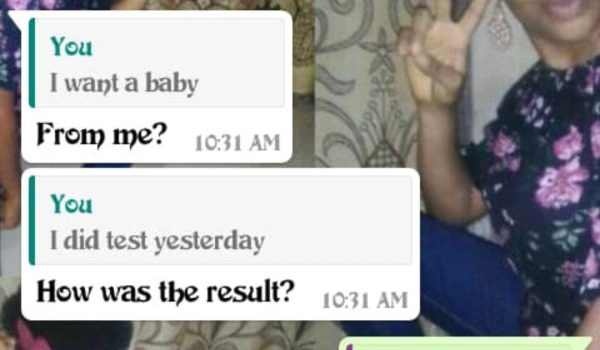 You
I want a baby
From me? 10:31 AM
You
I did test yesterday
How was the result? 10:31 AM